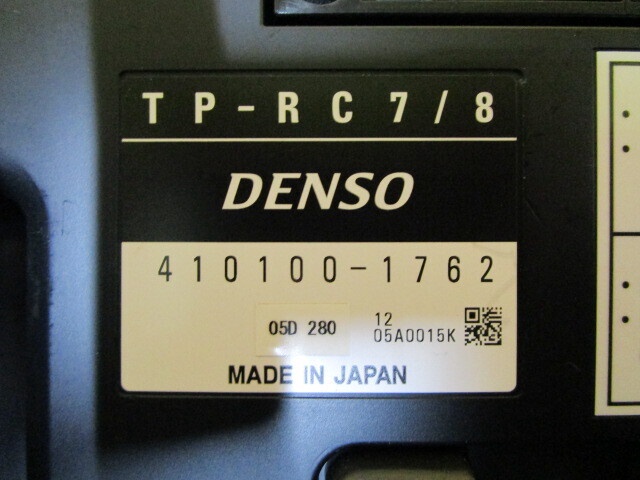 TP-RC7/8
DENSO
410100-1762
05D 280
12
05A0015K
MADE IN JAPAN